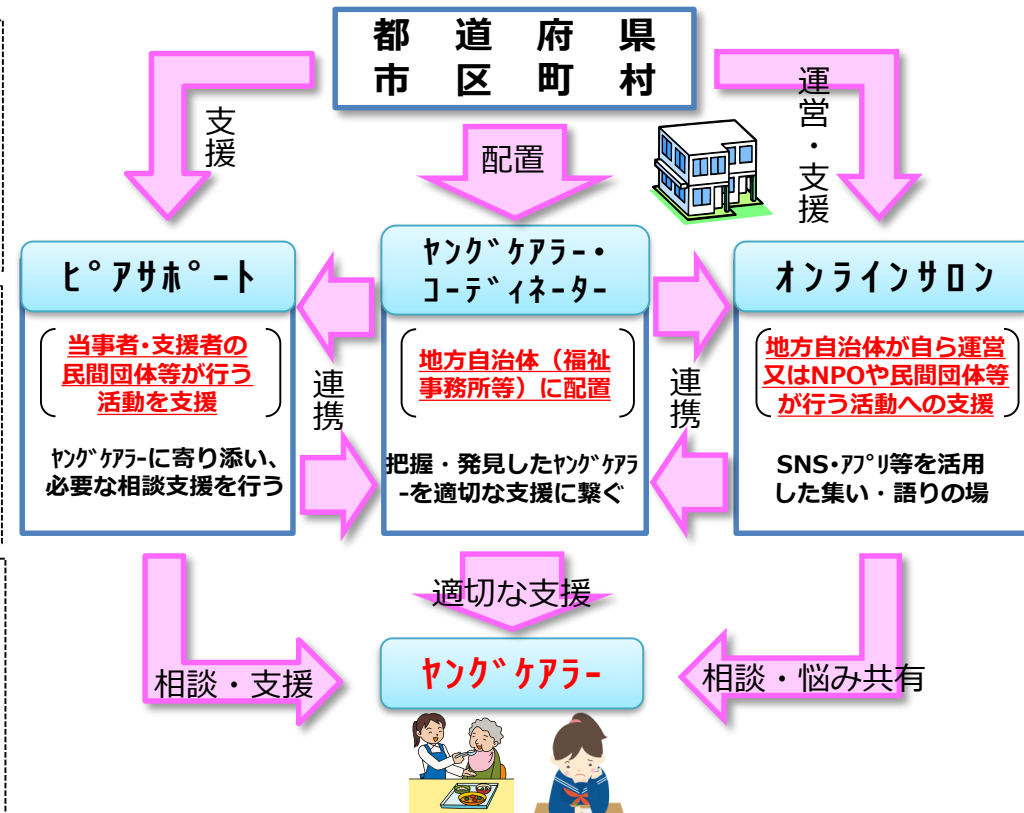 都 道 府 県
市 区 町 村
支援
配置
運営・支援
ﾋﾟｱｻﾎﾟｰﾄ
ﾔﾝｸﾞｹｱﾗｰ・
ｺｰﾃﾞｨﾈｰﾀｰ
オンラインサロン
当事者・支援者の
民間団体等が行う
活動を支援
地方自治体（福祉
事務所等）に配置
地方自治体が自ら運営
又はNPOや民間団体等
が行う活動への支援
連携
連携
ﾔﾝｸﾞｹｱﾗｰに寄り添い、
必要な相談支援を行う
把握・発見したﾔﾝｸﾞｹｱﾗ
ｰを適切な支援に繋ぐ
SNS・ｱﾌﾟﾘ等を活用
した集い・語りの場
適切な支援
相談・支援
ﾔﾝｸﾞｹｱﾗｰ
相談・悩み共有